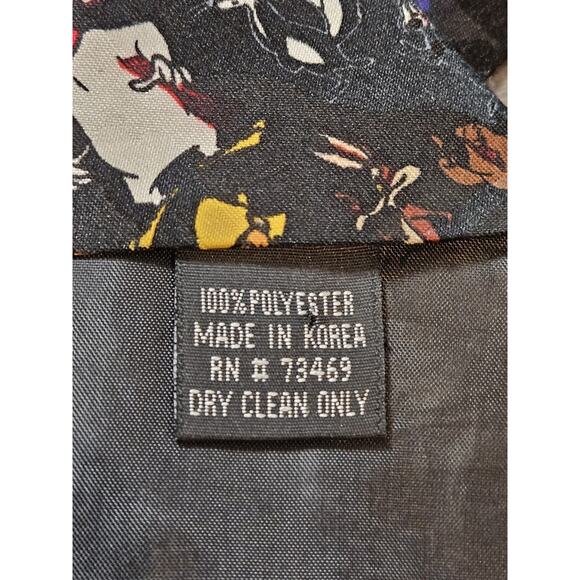 100% POLYESTER
MADE IN KOREA
RN # 73469
DRY CLEAN ONLY